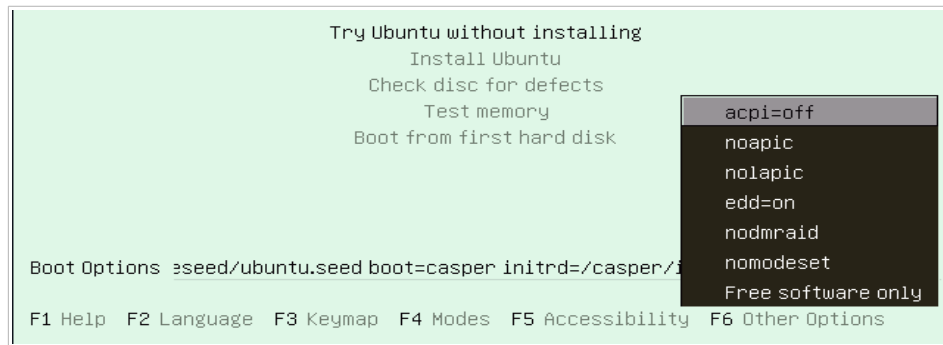 Try Ubuntu without installing
Install Ubuntu
Check disc for defects
Test memory
Boot from first hard disk
acpi=off
noapic
nolapic
edd=on
nodmraid
nomodeset
Free software only
Boot Options eseed/ubuntu.seed boot=casper initrd=/casper/i
F1 Help F2 Language F3 Keymap F4 Modes F5 Accessibility F6 Other Options